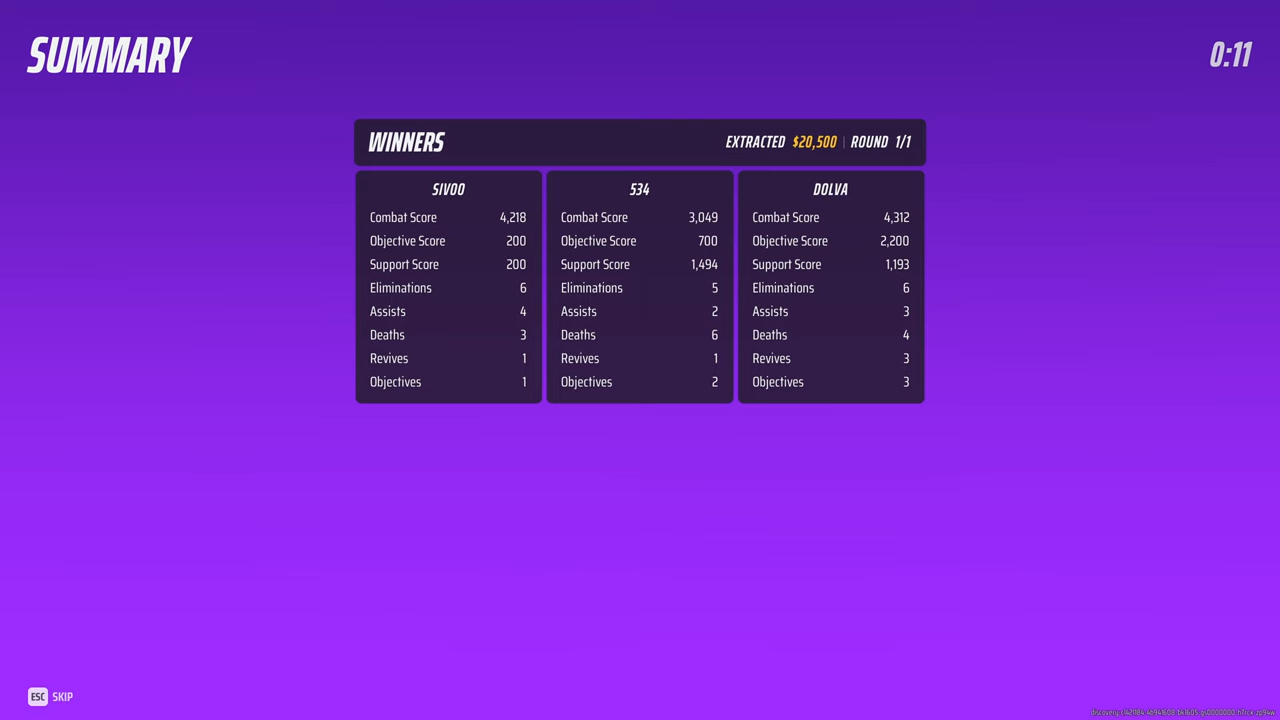 SUMMARY
0:11
WINNERS
EXTRACTED $20,500 | ROUND 1/1
SIVOO
Combat Score 4,218
Objective Score 200
Support Score 200
Eliminations 6
Assists 4
Deaths 3
Revives 1
Objectives 1
534
Combat Score 3,049
Objective Score 700
Support Score 1,494
Eliminations 5
Assists 2
Deaths 6
Revives 1
Objectives 2
DOLVA
Combat Score 4,312
Objective Score 2,200
Support Score 1,193
Eliminations 6
Assists 3
Deaths 4
Revives 3
Objectives 3
ESC SKIP